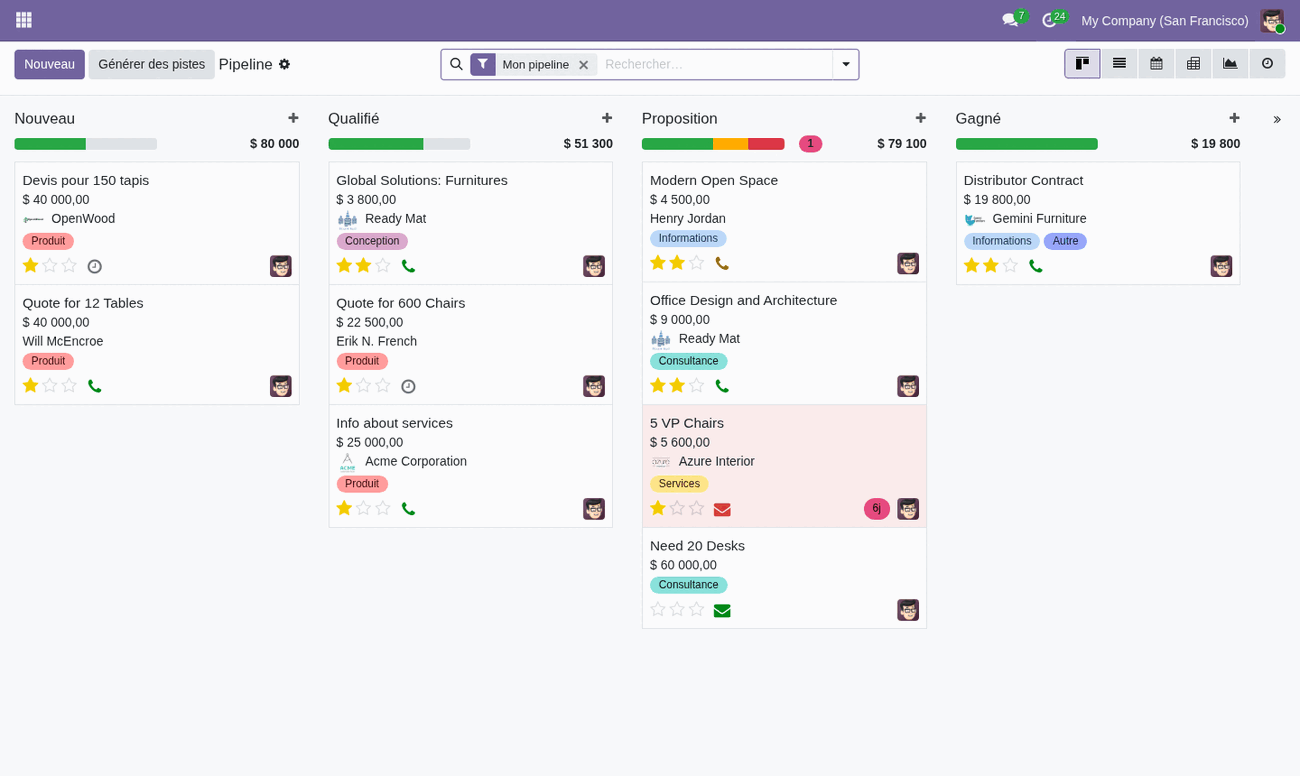 7
24
My Company (San Francisco)
Nouveau
Générer des pistes
Pipeline
Mon pipeline
Rechercher...
Nouveau
$ 80 000
Devis pour 150 tapis
$ 40 000,00
OpenWood
Produit
Quote for 12 Tables
$ 40 000,00
Will McEncroe
Produit
Qualifié
$ 51 300
Global Solutions: Furnitures
$ 3 800,00
Ready Mat
Conception
Quote for 600 Chairs
$ 22 500,00
Erik N. French
Produit
Info about services
$ 25 000,00
ACME
Acme Corporation
Produit
Proposition
1
$ 79 100
Modern Open Space
$ 4 500,00
Henry Jordan
Informations
Office Design and Architecture
$ 9 000,00
Ready Mat
Consultance
5 VP Chairs
$ 5 600,00
Azure Interior
Services
6j
Need 20 Desks
$ 60 000,00
Consultance
Gagné
$ 19 800
Distributor Contract
$ 19 800,00
Gemini Furniture
Informations
Autre